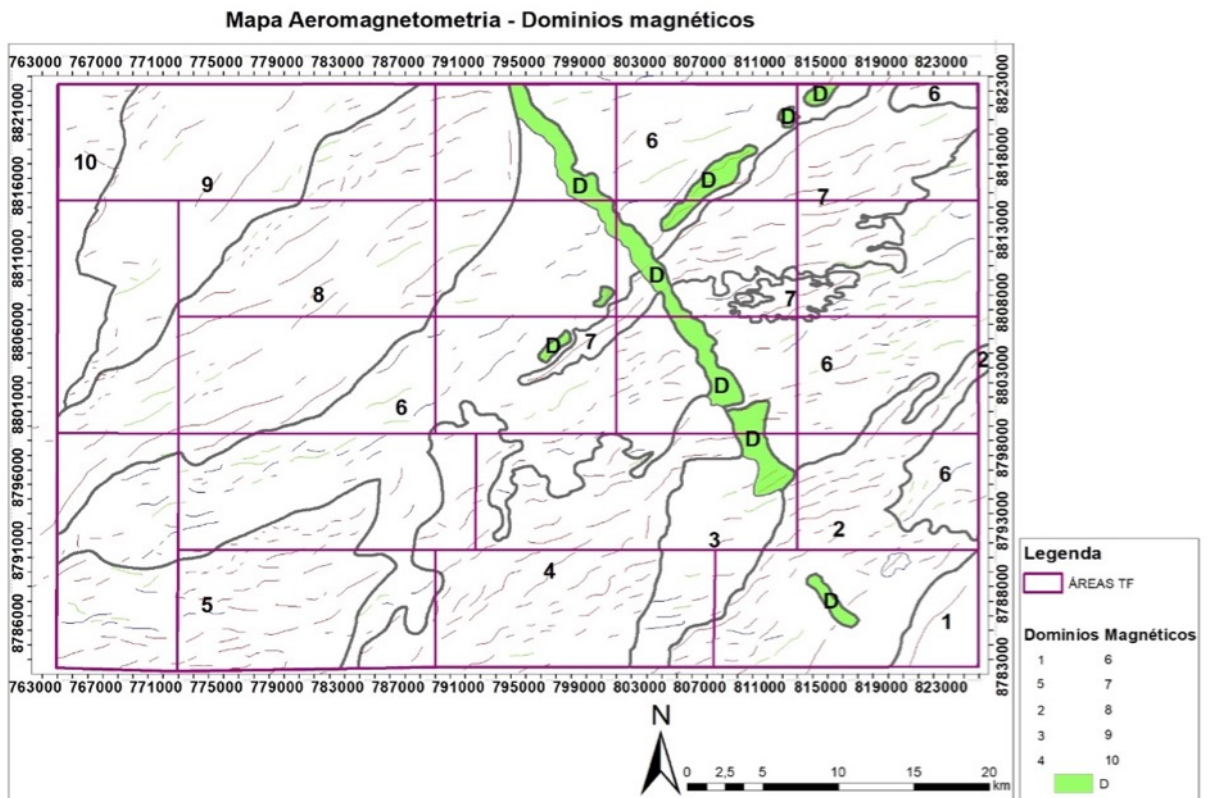 Mapa Aeromagnetometria - Dominios magnéticos
763000 767000 771000 775000 779000 783000 787000 791000 795000 799000 803000 807000 811000 815000 819000 823000
8821000 8816000 8811000 8806000 8801000 8796000 8791000 8786000
8823000 8818000 8813000 8808000 8803000 8798000 8793000 8788000 8783000
D
6
D
6
10
9
D
D
7
D
8
7
D
7
6
2
D
6
D
6
3
2
4
5
D
1
763000 767000 771000 775000 779000 783000 787000 791000 795000 799000 803000 807000 811000 815000 819000 823000
N
0 2,5 5 10 15 20
km
Legenda
ÁREAS TF
Dominios Magnéticos
1 6
5 7
2 8
3 9
4 10
D